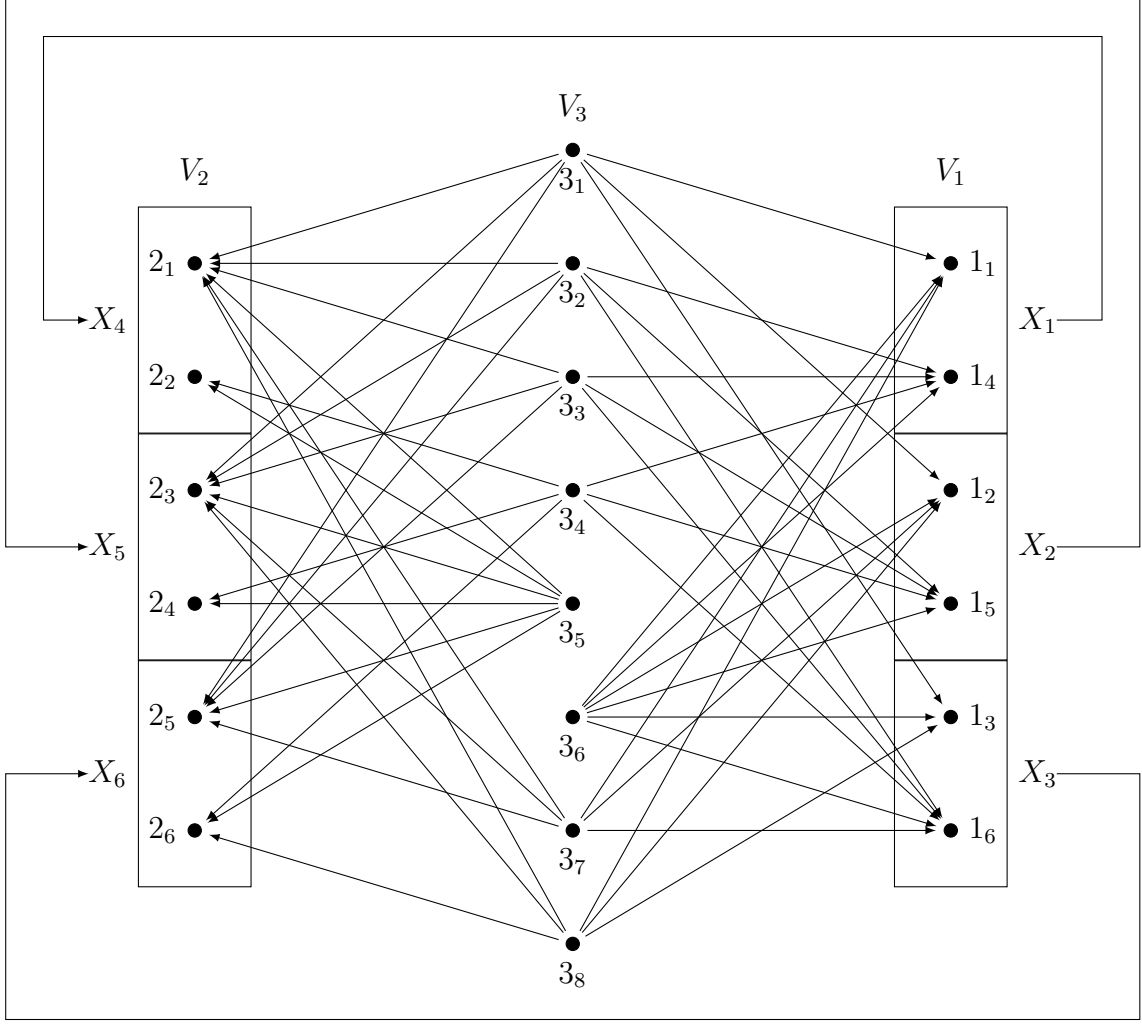 V₃
V₂
V₁
3₁
2₁
1₁
3₂
X₄
X₁
2₂
1₄
3₃
2₃
1₂
3₄
X₅
X₂
2₄
1₅
3₅
2₅
1₃
3₆
X₆
X₃
2₆
1₆
3₇
3₈